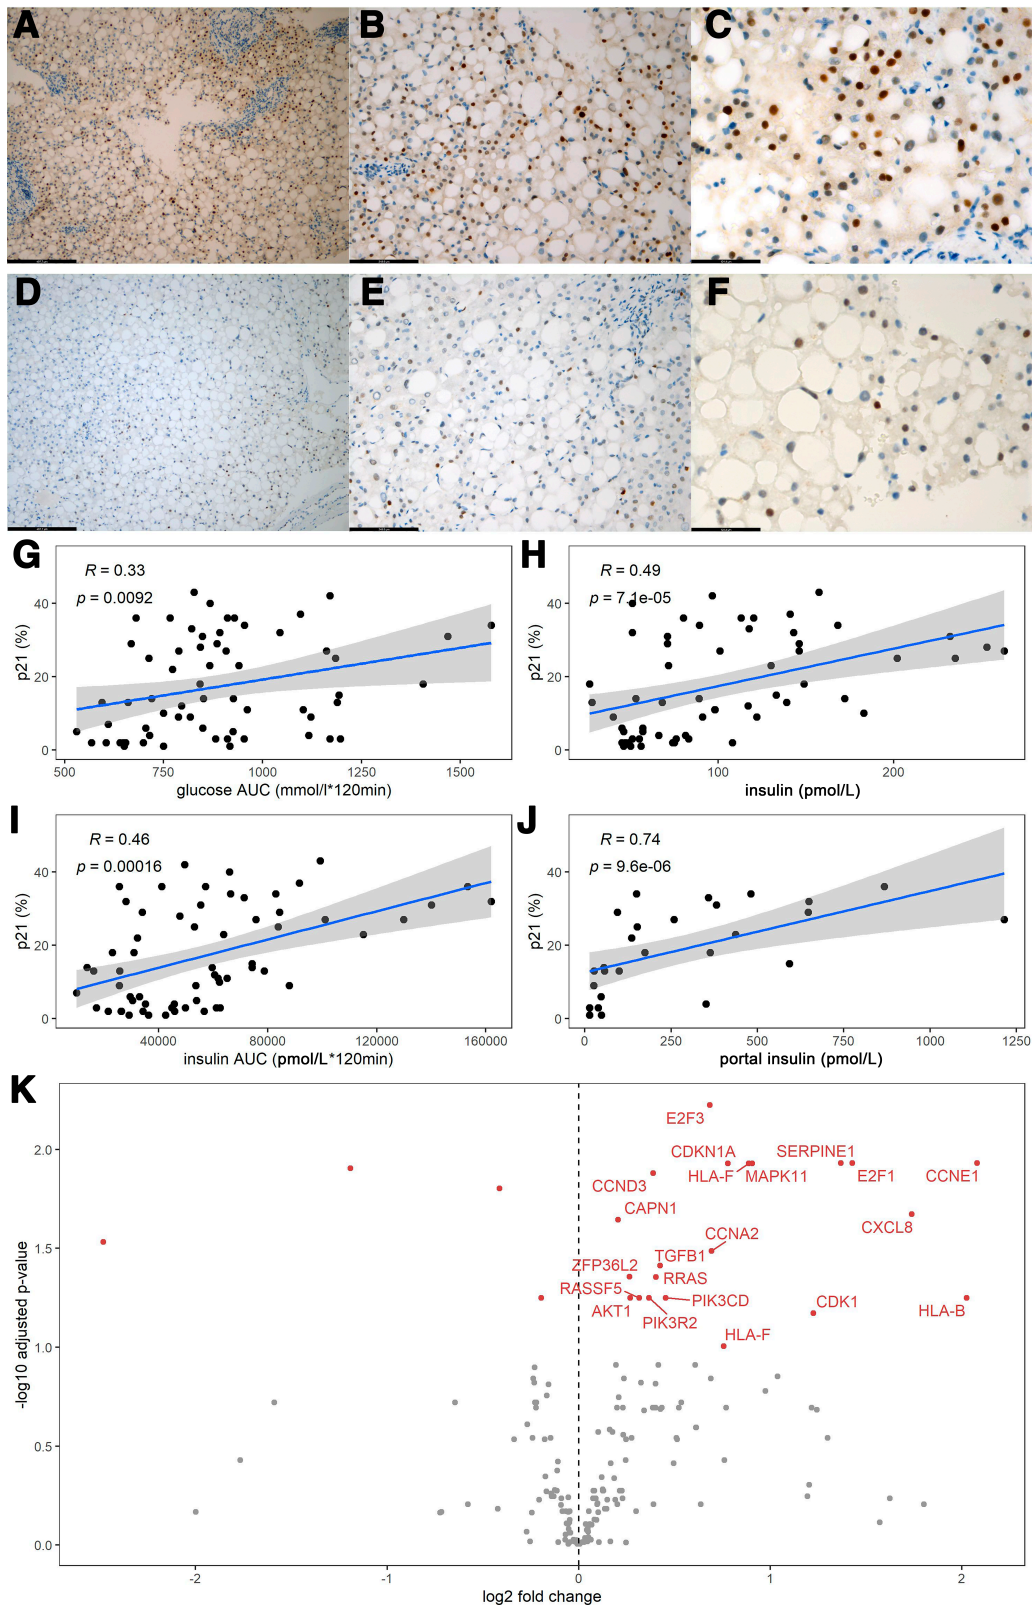 A
B
C
D
E
F
G
R = 0.33
p = 0.0092
p21 (%)
40
20
0
500
750
1000
1250
1500
glucose AUC (mmol/l*120min)
H
R = 0.49
p = 7.1e-05
p21 (%)
40
20
0
100
200
insulin (pmol/L)
I
R = 0.46
p = 0.00016
p21 (%)
40
20
0
40000
80000
120000
160000
insulin AUC (pmol/L*120min)
J
R = 0.74
p = 9.6e-06
p21 (%)
40
20
0
0
250
500
750
1000
1250
portal insulin (pmol/L)
K
-log10 adjusted p-value
2.0
1.5
1.0
0.5
0.0
E2F3
CDKN1A
SERPINE1
HLA-F
MAPK11
E2F1
CCNE1
CCND3
CAPN1
CXCL8
CCNA2
TGFB1
ZFP36L2
RRAS
RASSF5
PIK3CD
CDK1
AKT1
HLA-B
PIK3R2
HLA-F
-2
-1
0
1
2
log2 fold change